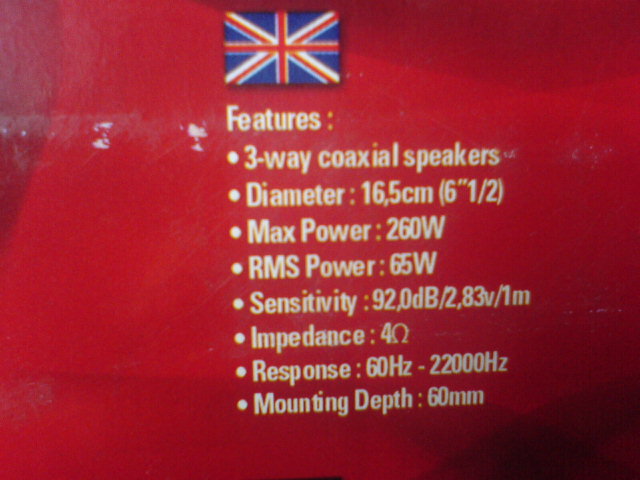 Features :
• 3-way coaxial speakers
• Diameter : 16,5cm (6˝1/2)
• Max Power : 260W
• RMS Power : 65W
• Sensitivity : 92,0dB/2,83v/1m
• Impedance : 4Ω
• Response : 60Hz - 22000Hz
• Mounting Depth : 60mm